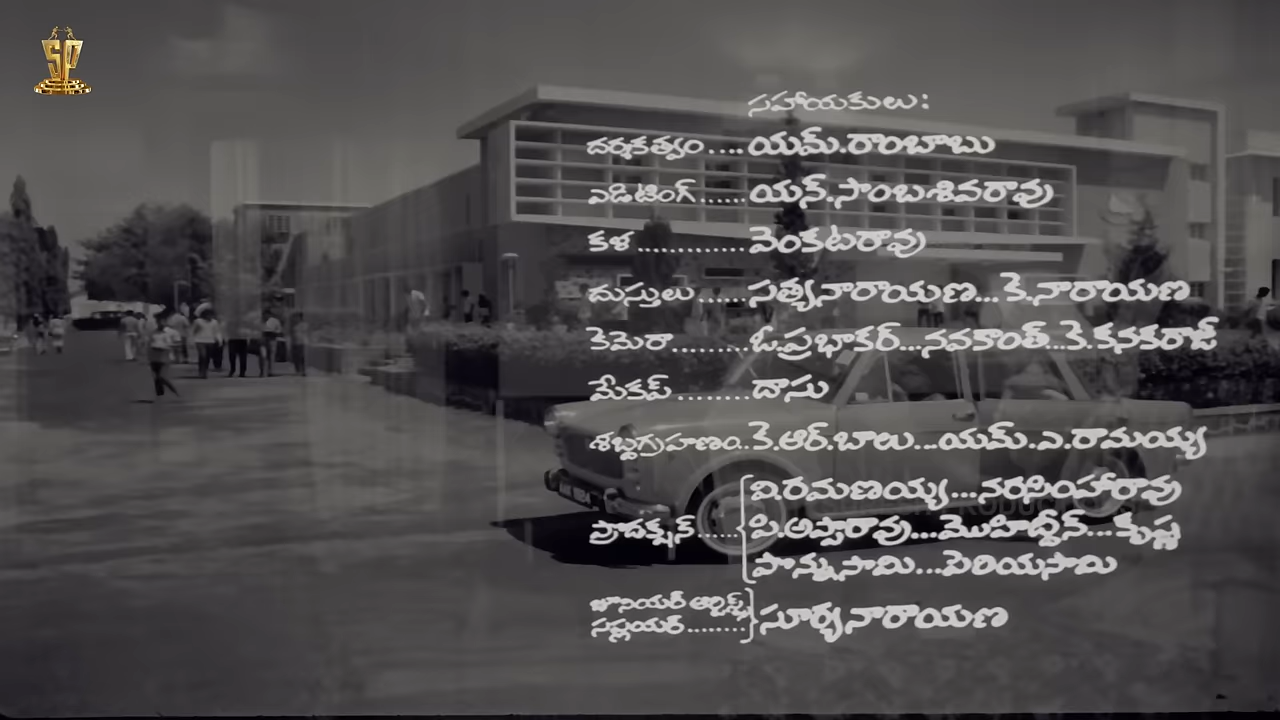 SP
సహాయకులు:
దర్శకత్వం....యమ్.రాంబాబు
ఎడిటింగ్......యన్.సాంబశివరావు
కళ............వెంకటరావు
దుస్తులు......సత్యనారాయణ...కె.నారాయణ
కెమెరా.........ఓ.ప్రభాకర్...నవకాంత్...కె.కనకరాజ్
మేకప్........దాసు
శబ్దగ్రహణం..కె.ఆర్.బాలు...యమ్.ఎ.రామయ్య
వి.రమణయ్య...నరసింహారావు
ప్రొడక్షన్......పి.అప్పారావు...మొహిద్దీన్...కృష్ణ
పొన్నుసామి...పెరియసామి
జూనియర్ ఆర్టిస్ట్స్
సప్లయర్........సూర్యనారాయణ